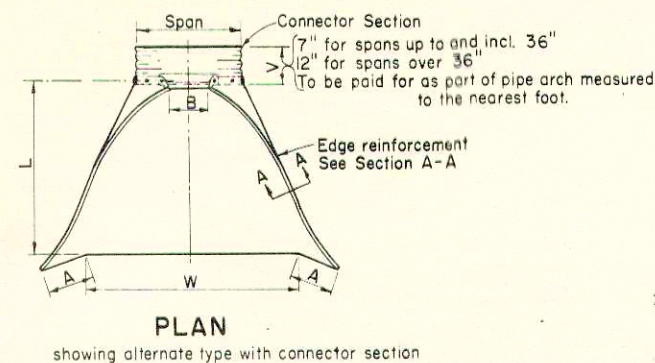 Span
Connector Section
7" for spans up to and incl. 36"
12" for spans over 36"
To be paid for as part of pipe arch measured
to the nearest foot.
V
B
L
Edge reinforcement
See Section A-A
A
A
A
W
A
PLAN
showing alternate type with connector section